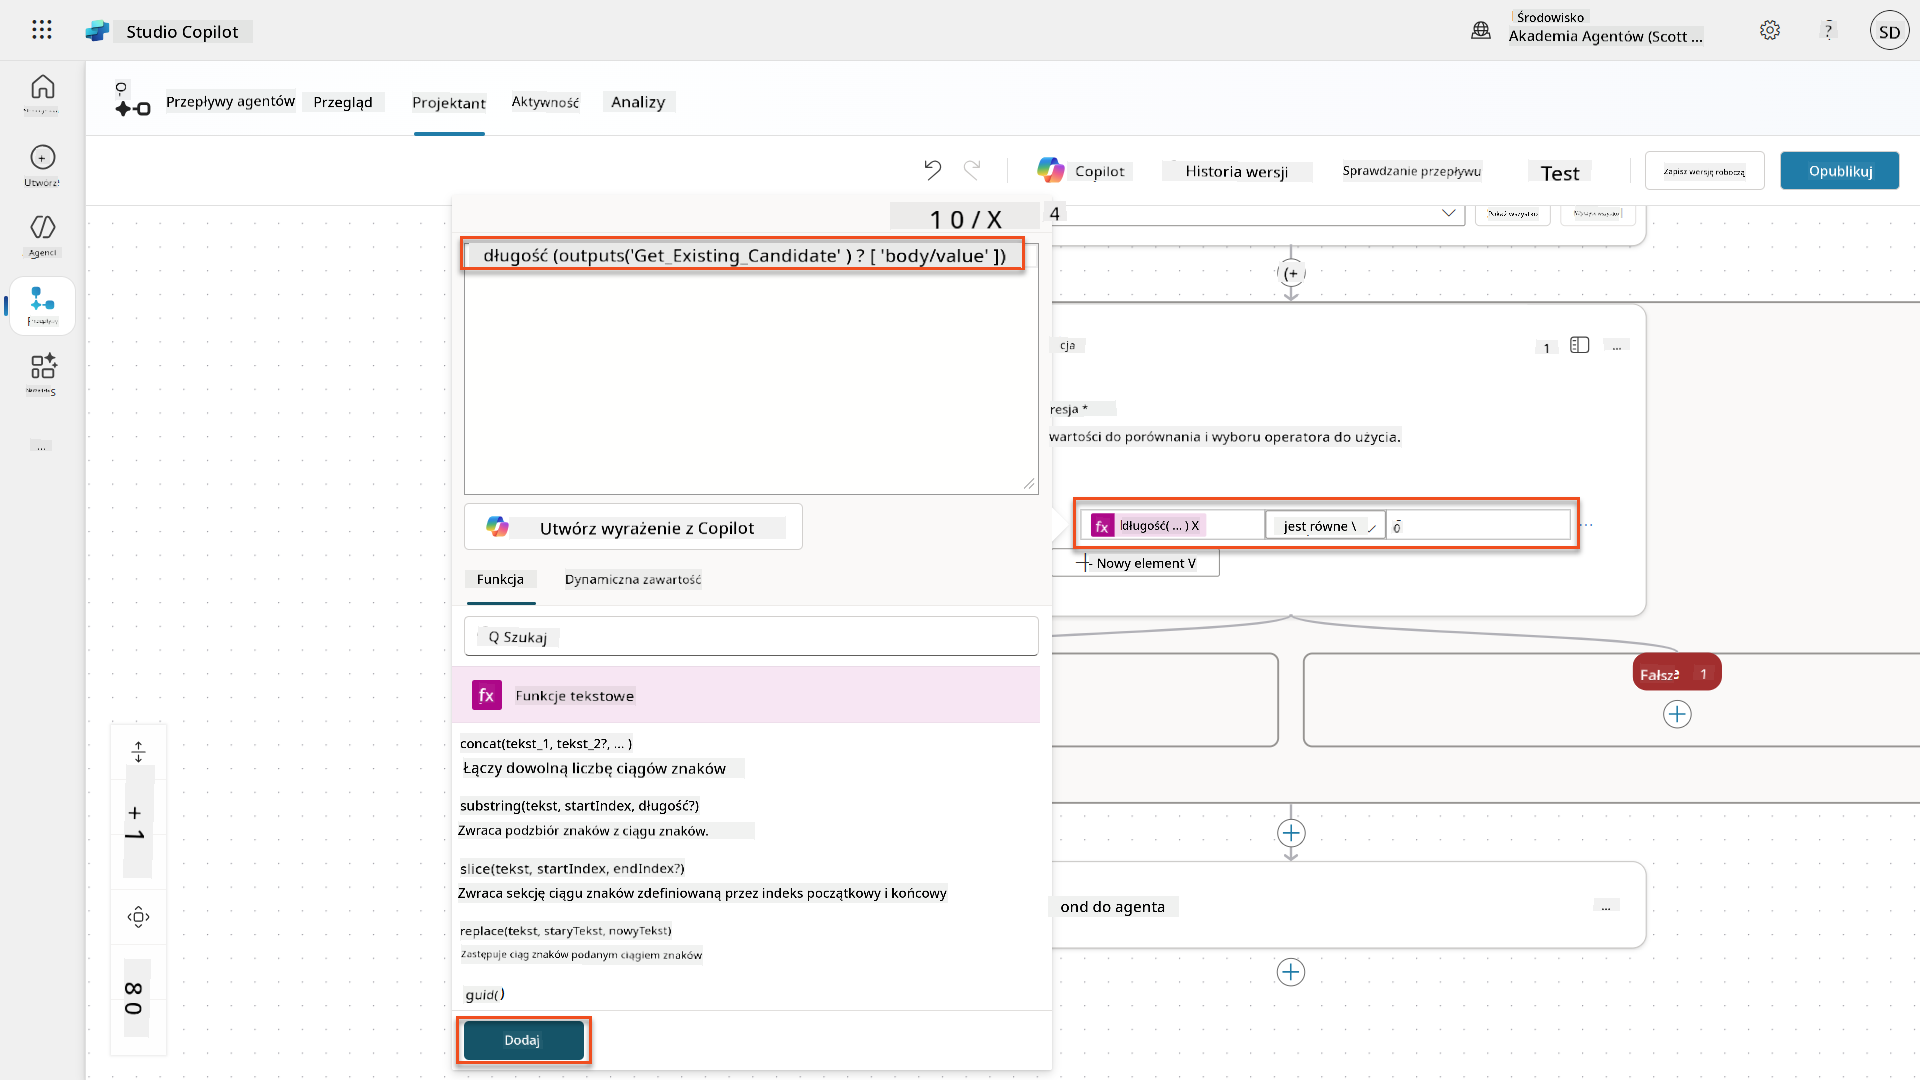 Studio Copilot
Środowisko
Akademia Agentów (Scott ...
?
SD
Przepływy agentów
Przegląd
Projektant
Aktywność
Analizy
Utwórz!
Agenci
...
Copilot
Historia wersji
Sprawdzanie przepływu
Test
Zapisz wersję roboczą
Opublikuj
10/X
4
długość (outputs('Get_Existing_Candidate' ) ? [ 'body/value' ])
Utwórz wyrażenie z Copilot
Funkcja
Dynamiczna zawartość
Q Szukaj
fx
Funkcje tekstowe
concat(tekst_1, tekst_2?, ... )
Łączy dowolną liczbę ciągów znaków
substring(tekst, startIndex, długość?)
Zwraca podzbiór znaków z ciągu znaków.
slice(tekst, startIndex, endIndex?)
Zwraca sekcję ciągu znaków zdefiniowaną przez indeks początkowy i końcowy
replace(tekst, staryTekst, nowyTekst)
Zastępuje ciąg znaków podanym ciągiem znaków
guid()
Dodaj
cja
1
...
resja *
wartości do porównania i wyboru operatora do użycia.
fx
długość( ... ) X
jest równe \
...
Nowy element V
Fałsz
1
ond do agenta
...
+ 1
80